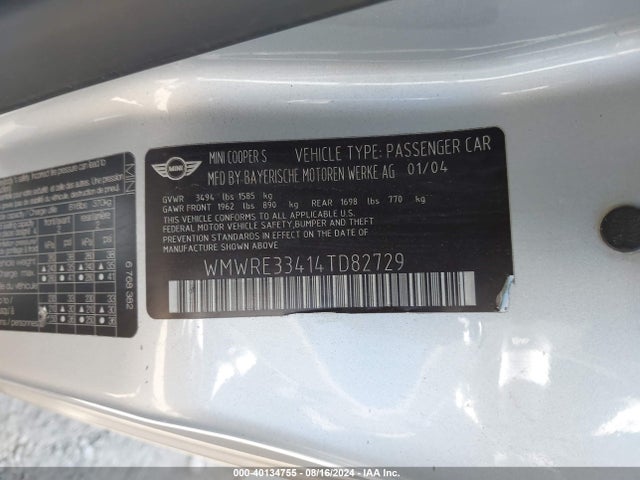 MINI
MINI COOPER S VEHICLE TYPE: PASSENGER CAR
MFD BY: BAYERISCHE MOTOREN WERKE AG 01/04
GVWR 3494 lbs 1585 kg
GAWR FRONT 1962 lbs 890 kg REAR 1698 lbs 770 kg
THIS VEHICLE CONFORMS TO ALL APPLICABLE U.S.
FEDERAL MOTOR VEHICLE SAFETY, BUMPER AND THEFT
PREVENTION STANDARDS IN EFFECT ON THE DATE OF
MANUFACTURE SHOWN ABOVE.
WMWRE33414TD82729
MINI
6 768 382
000-40134755 - 08/16/2024 - IAA Inc.